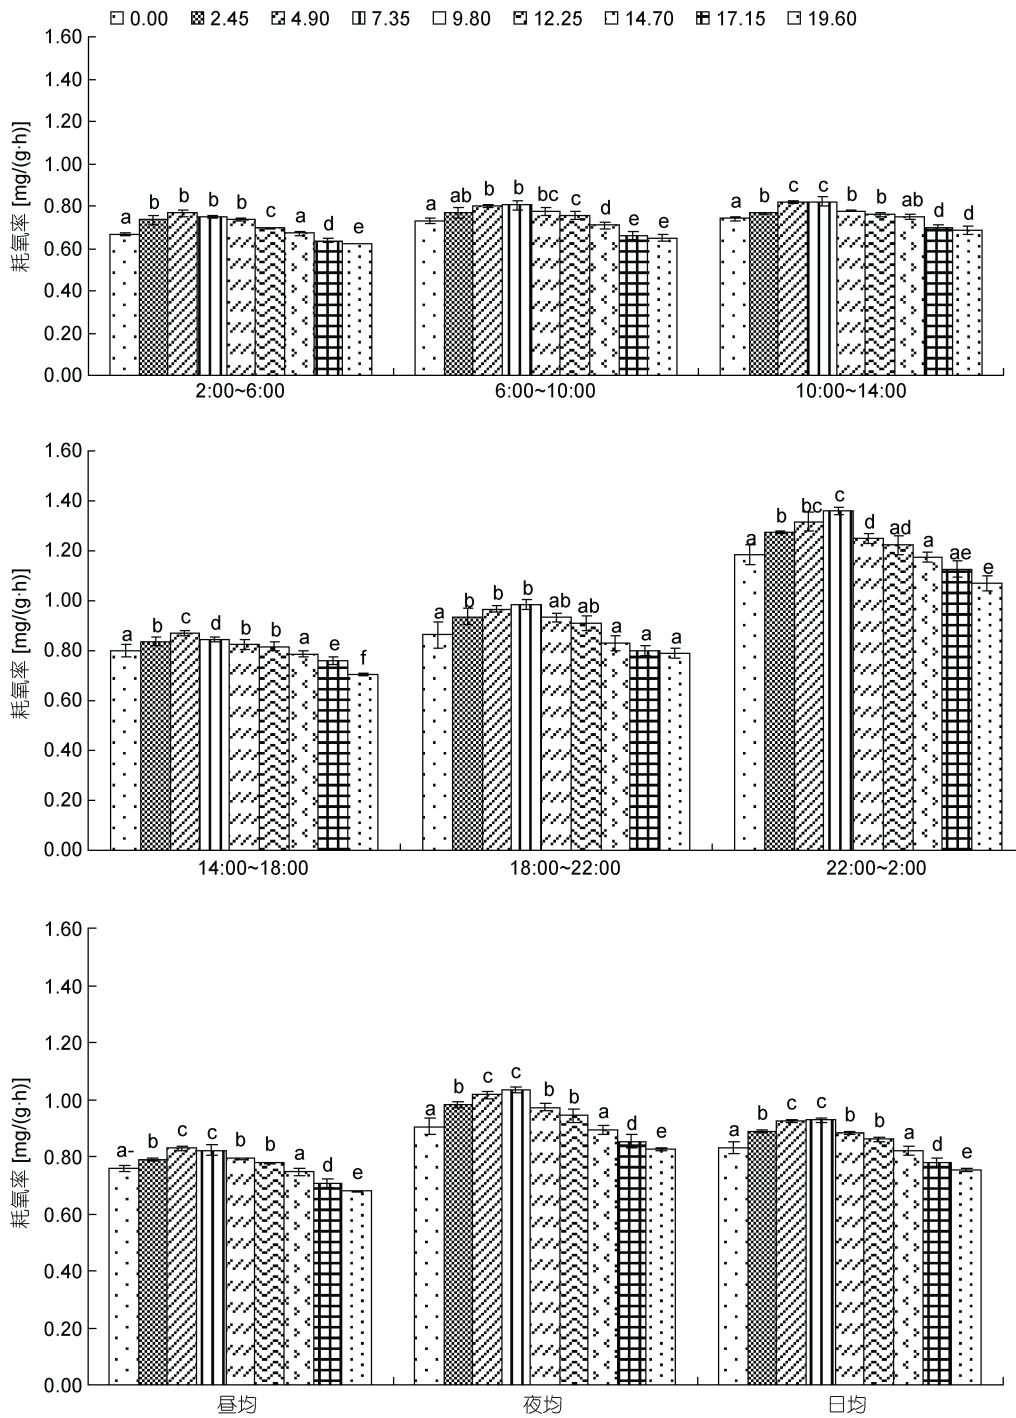 0.00 2.45 4.90 7.35 9.80 12.25 14.70 17.15 19.60
耗氧率 [mg/(g·h)]
1.60
1.40
1.20
1.00
0.80
0.60
0.40
0.20
0.00
a b b b b c a d e
a ab b b bc c d e e
a b c c b b ab d d
2:00~6:00 6:00~10:00 10:00~14:00
耗氧率 [mg/(g·h)]
1.60
1.40
1.20
1.00
0.80
0.60
0.40
0.20
0.00
a b c d b b a e f
a b b b ab ab a a a
a b bc c d ad a ae e
14:00~18:00 18:00~22:00 22:00~2:00
耗氧率 [mg/(g·h)]
1.60
1.40
1.20
1.00
0.80
0.60
0.40
0.20
0.00
a- b c c b b a d e
a b c c b b a d e
a b c c b b a d e
昼均 夜均 日均